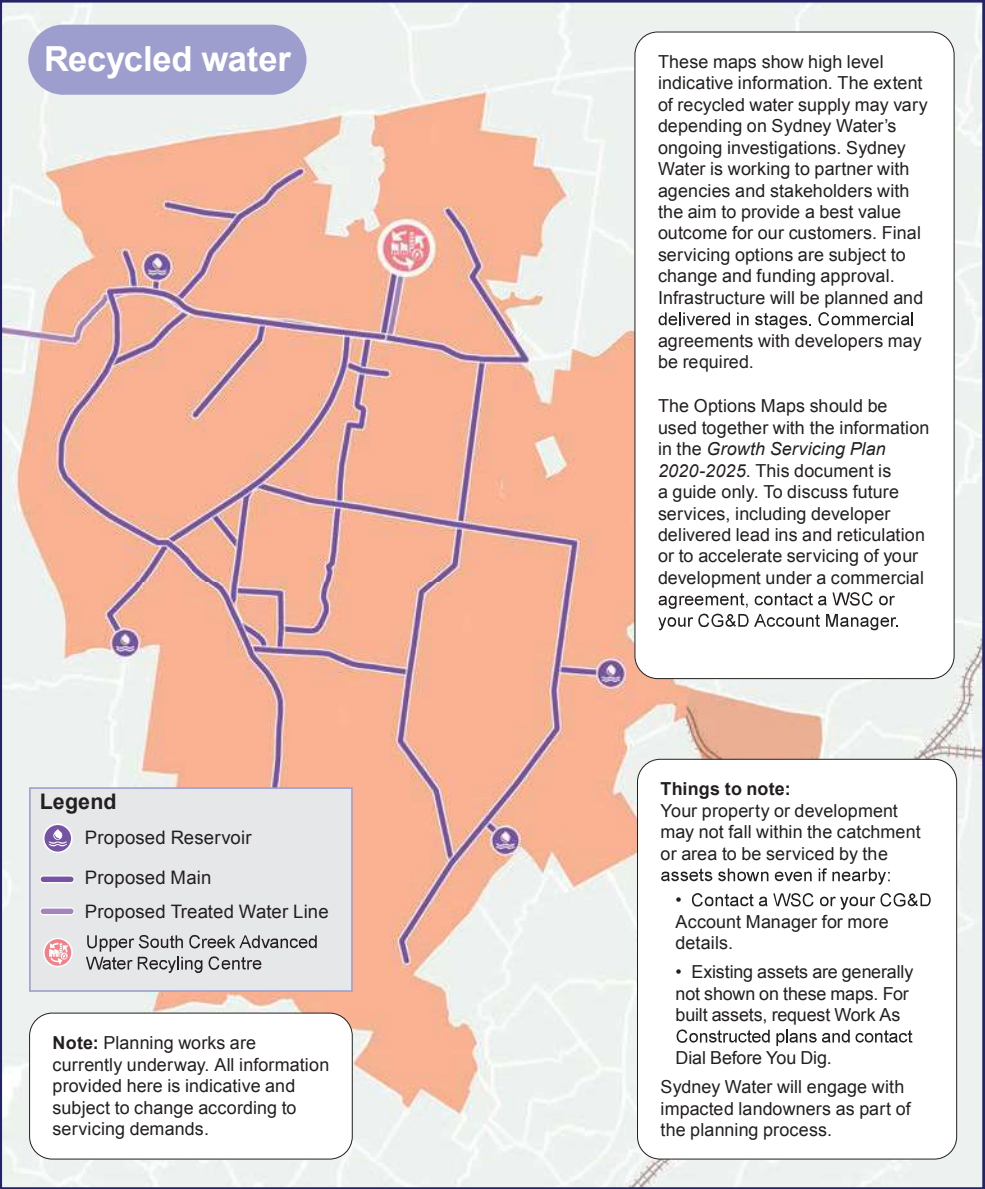 Recycled water
These maps show high level
indicative information. The extent
of recycled water supply may vary
depending on Sydney Water's
ongoing investigations. Sydney
Water is working to partner with
agencies and stakeholders with
the aim to provide a best value
outcome for our customers. Final
servicing options are subject to
change and funding approval.
Infrastructure will be planned and
delivered in stages. Commercial
agreements with developers may
be required.
The Options Maps should be
used together with the information
in the Growth Servicing Plan
2020-2025. This document is
a guide only. To discuss future
services, including developer
delivered lead ins and reticulation
or to accelerate servicing of your
development under a commercial
agreement, contact a WSC or
your CG&D Account Manager.
Legend
Proposed Reservoir
Proposed Main
Proposed Treated Water Line
Upper South Creek Advanced
Water Recyling Centre
Note: Planning works are
currently underway. All information
provided here is indicative and
subject to change according to
servicing demands.
Things to note:
Your property or development
may not fall within the catchment
or area to be serviced by the
assets shown even if nearby:
• Contact a WSC or your CG&D
Account Manager for more
details.
• Existing assets are generally
not shown on these maps. For
built assets, request Work As
Constructed plans and contact
Dial Before You Dig.
Sydney Water will engage with
impacted landowners as part of
the planning process.